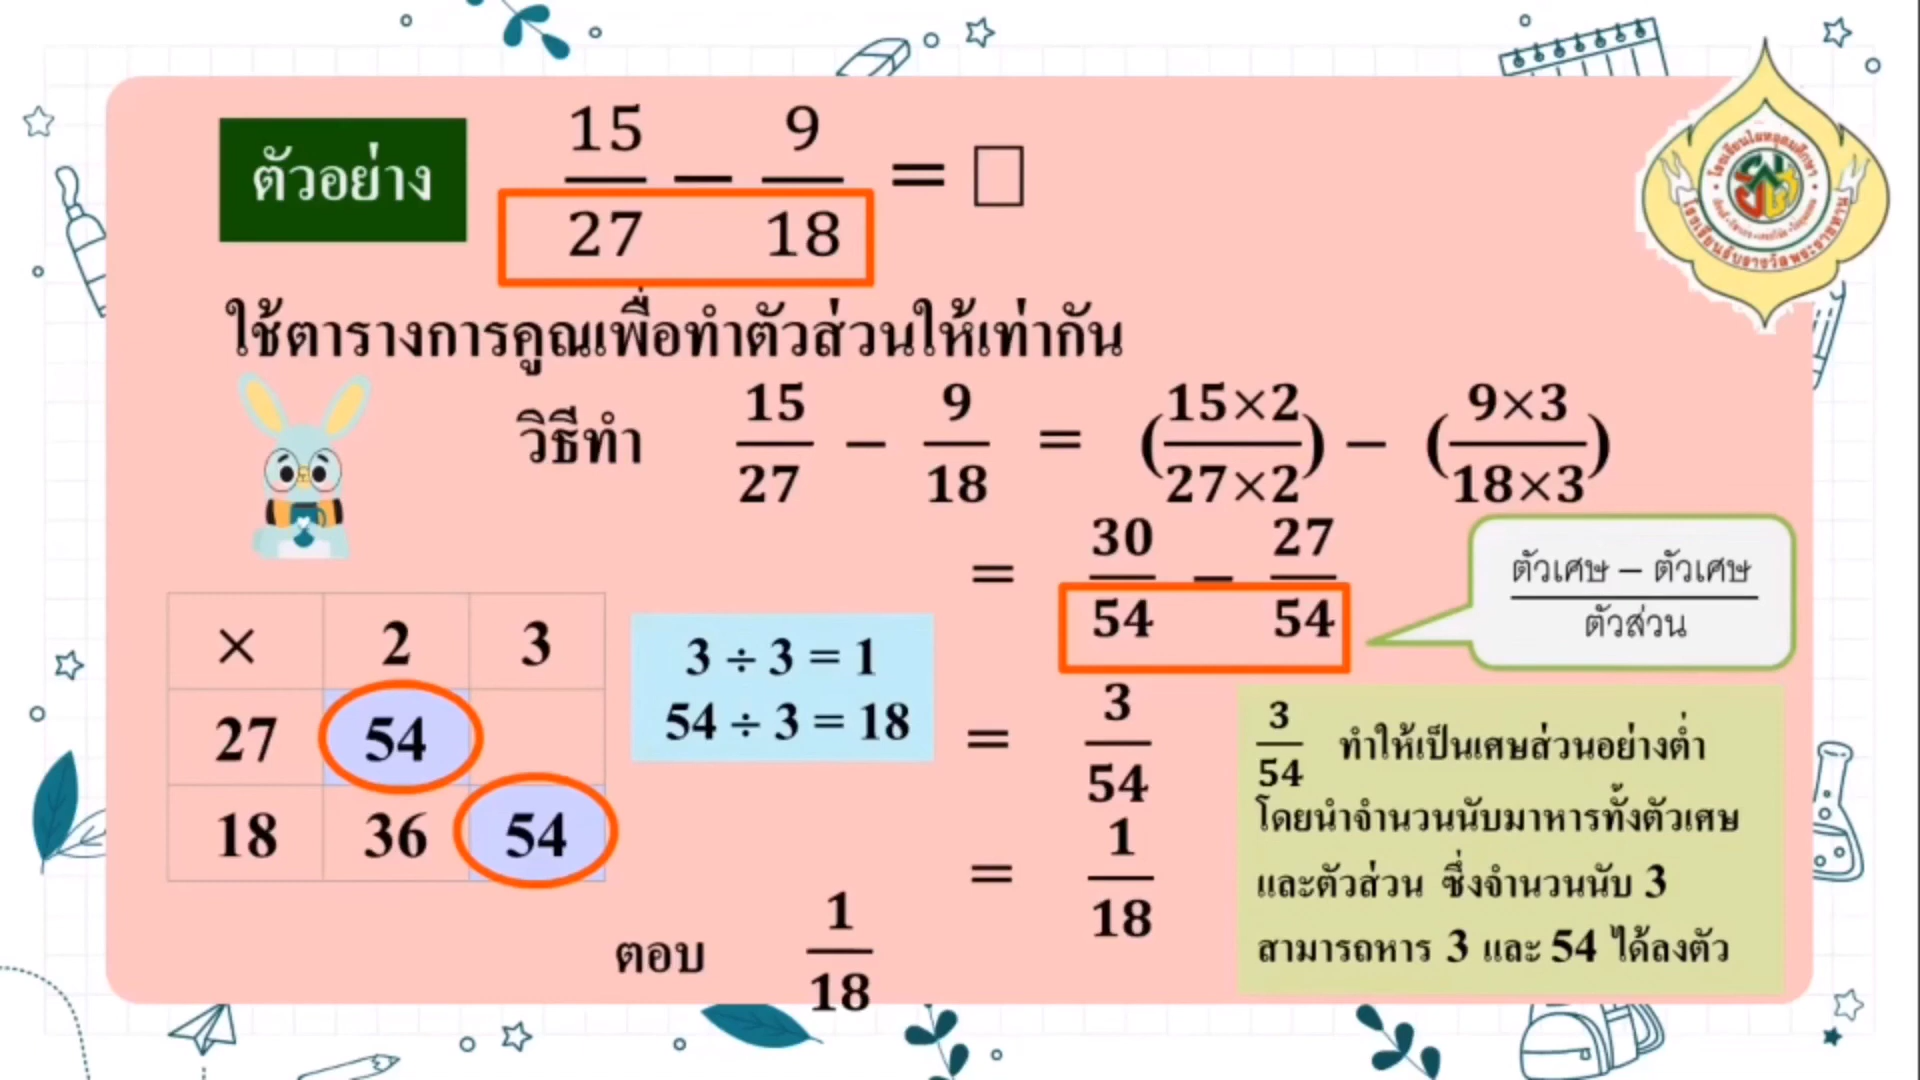 ตัวอย่าง 15/27 − 9/18 = □
ใช้ตารางการคูณเพื่อทำตัวส่วนให้เท่ากัน
วิธีทำ 15/27 − 9/18 = (15×2/27×2) − (9×3/18×3)
= 30/54 − 27/54
ตัวเศษ – ตัวเศษ
ตัวส่วน
× 2 3
27 54
18 36 54
3 ÷ 3 = 1
54 ÷ 3 = 18
= 3/54
= 1/18
3/54 ทำให้เป็นเศษส่วนอย่างต่ำ
โดยนำจำนวนนับมาหารทั้งตัวเศษ
และตัวส่วน ซึ่งจำนวนนับ 3
สามารถหาร 3 และ 54 ได้ลงตัว
ตอบ 1/18